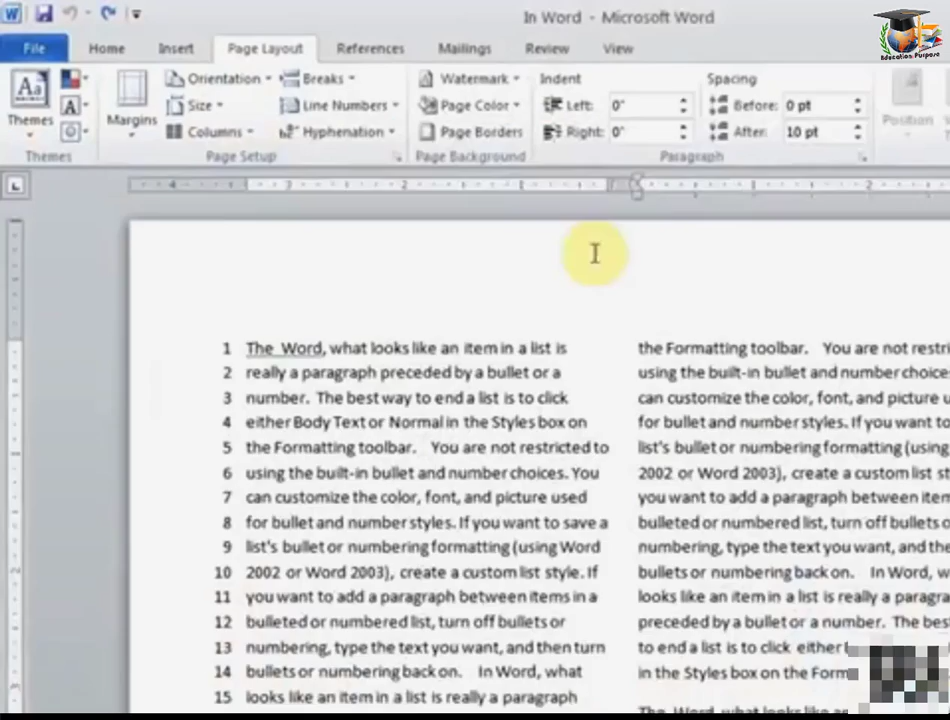 In Word - Microsoft Word
Education Purpose
File Home Insert Page Layout References Mailings Review View
Aa
Themes
Themes
A
Margins
Orientation
Size
Columns
Breaks
Line Numbers
Hyphenation
Page Setup
Watermark
Page Color
Page Borders
Page Background
Indent
Left: 0"
Right: 0"
Spacing
Before: 0 pt
After: 10 pt
Paragraph
Position
1 The Word, what looks like an item in a list is
2 really a paragraph preceded by a bullet or a
3 number. The best way to end a list is to click
4 either Body Text or Normal in the Styles box on
5 the Formatting toolbar. You are not restricted to
6 using the built-in bullet and number choices. You
7 can customize the color, font, and picture used
8 for bullet and number styles. If you want to save a
9 list's bullet or numbering formatting (using Word
10 2002 or Word 2003), create a custom list style. If
11 you want to add a paragraph between items in a
12 bulleted or numbered list, turn off bullets or
13 numbering, type the text you want, and then turn
14 bullets or numbering back on. In Word, what
15 looks like an item in a list is really a paragraph
the Formatting toolbar. You are not restri
using the built-in bullet and number choice
can customize the color, font, and picture u
for bullet and number styles. If you want to
list's bullet or numbering formatting (using
2002 or Word 2003), create a custom list st
you want to add a paragraph between item
bulleted or numbered list, turn off bullets o
numbering, type the text you want, and the
bullets or numbering back on. In Word, w
looks like an item in a list is really a paragra
preceded by a bullet or a number. The bes
to end a list is to click either
in the Styles box on the Form